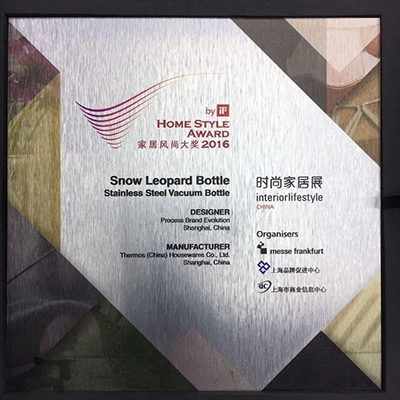 by iF
HOME STYLE
AWARD
家居风尚大奖 2016
Snow Leopard Bottle
Stainless Steel Vacuum Bottle
DESIGNER
Process Brand Evolution
Shanghai, China
MANUFACTURER
Thermos (China) Housewares Co., Ltd.
Shanghai, China
时尚家居展
interiorlifestyle
CHINA
Organisers
messe frankfurt
上海品牌促进中心
上海市商业信息中心